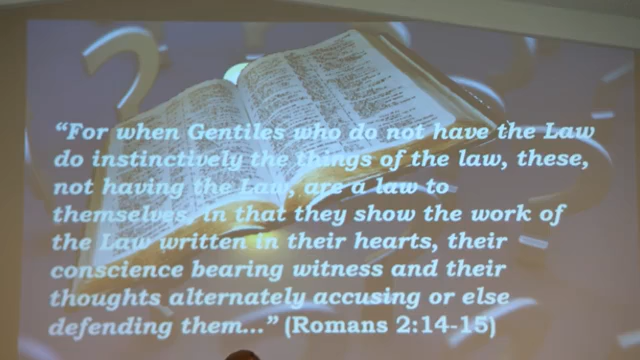 “For when Gentiles who do not have the Law
do instinctively the things of the law, these,
not having the Law, are a law to
themselves, in that they show the work of
the Law written in their hearts, their
conscience bearing witness and their
thoughts alternately accusing or else
defending them...” (Romans 2:14-15)